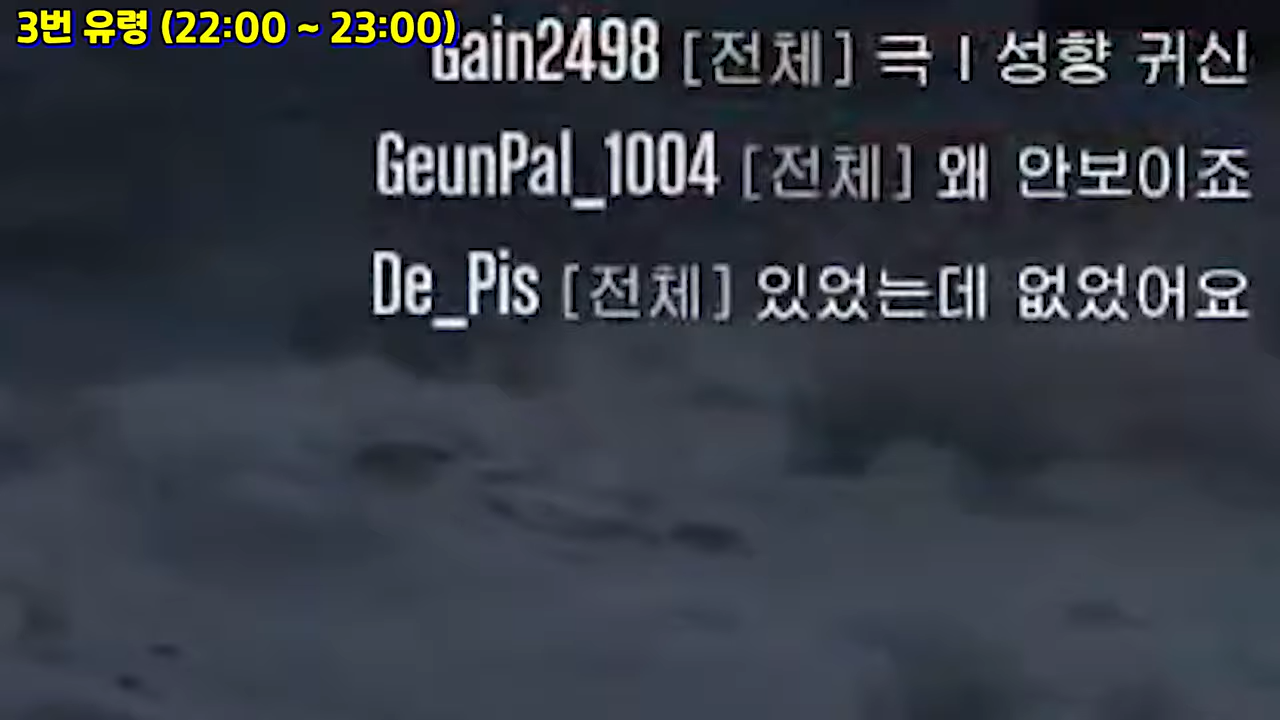 3번 유령 (22:00 ~ 23:00)
Gain2498 [전체] 극 I 성향 귀신
GeunPal_1004 [전체] 왜 안보이죠
De_Pis [전체] 있었는데 없었어요